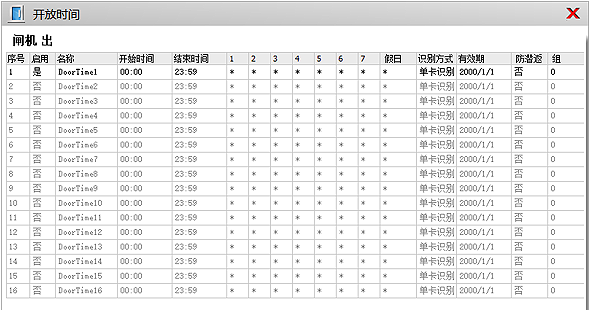 开放时间
闸机 出
序号 启用 名称 开始时间 结束时间 1 2 3 4 5 6 7 假日 识别方式 有效期 防潜返 组
1 是 DoorTime1 00:00 23:59 * * * * * * * * 单卡识别 2000/1/1 否 0
2 否 DoorTime2 00:00 23:59 * * * * * * * * 单卡识别 2000/1/1 否 0
3 否 DoorTime3 00:00 23:59 * * * * * * * * 单卡识别 2000/1/1 否 0
4 否 DoorTime4 00:00 23:59 * * * * * * * * 单卡识别 2000/1/1 否 0
5 否 DoorTime5 00:00 23:59 * * * * * * * * 单卡识别 2000/1/1 否 0
6 否 DoorTime6 00:00 23:59 * * * * * * * * 单卡识别 2000/1/1 否 0
7 否 DoorTime7 00:00 23:59 * * * * * * * * 单卡识别 2000/1/1 否 0
8 否 DoorTime8 00:00 23:59 * * * * * * * * 单卡识别 2000/1/1 否 0
9 否 DoorTime9 00:00 23:59 * * * * * * * * 单卡识别 2000/1/1 否 0
10 否 DoorTime10 00:00 23:59 * * * * * * * * 单卡识别 2000/1/1 否 0
11 否 DoorTime11 00:00 23:59 * * * * * * * * 单卡识别 2000/1/1 否 0
12 否 DoorTime12 00:00 23:59 * * * * * * * * 单卡识别 2000/1/1 否 0
13 否 DoorTime13 00:00 23:59 * * * * * * * * 单卡识别 2000/1/1 否 0
14 否 DoorTime14 00:00 23:59 * * * * * * * * 单卡识别 2000/1/1 否 0
15 否 DoorTime15 00:00 23:59 * * * * * * * * 单卡识别 2000/1/1 否 0
16 否 DoorTime16 00:00 23:59 * * * * * * * * 单卡识别 2000/1/1 否 0